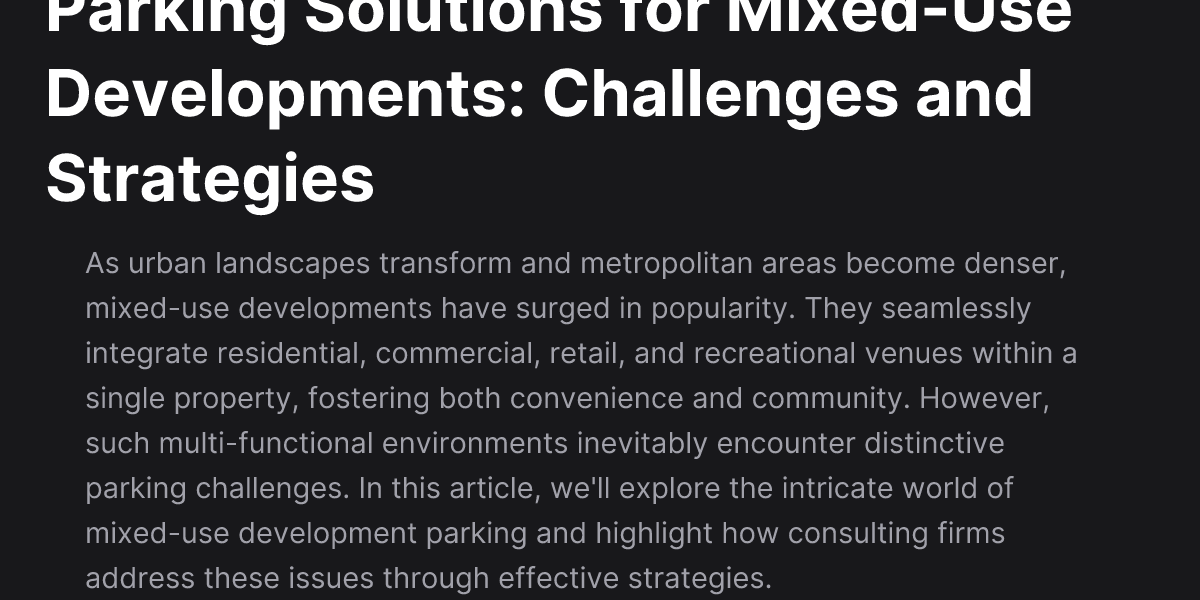 Parking Solutions for Mixed-Use
Developments: Challenges and
Strategies
As urban landscapes transform and metropolitan areas become denser,
mixed-use developments have surged in popularity. They seamlessly
integrate residential, commercial, retail, and recreational venues within a
single property, fostering both convenience and community. However,
such multi-functional environments inevitably encounter distinctive
parking challenges. In this article, we'll explore the intricate world of
mixed-use development parking and highlight how consulting firms
address these issues through effective strategies.